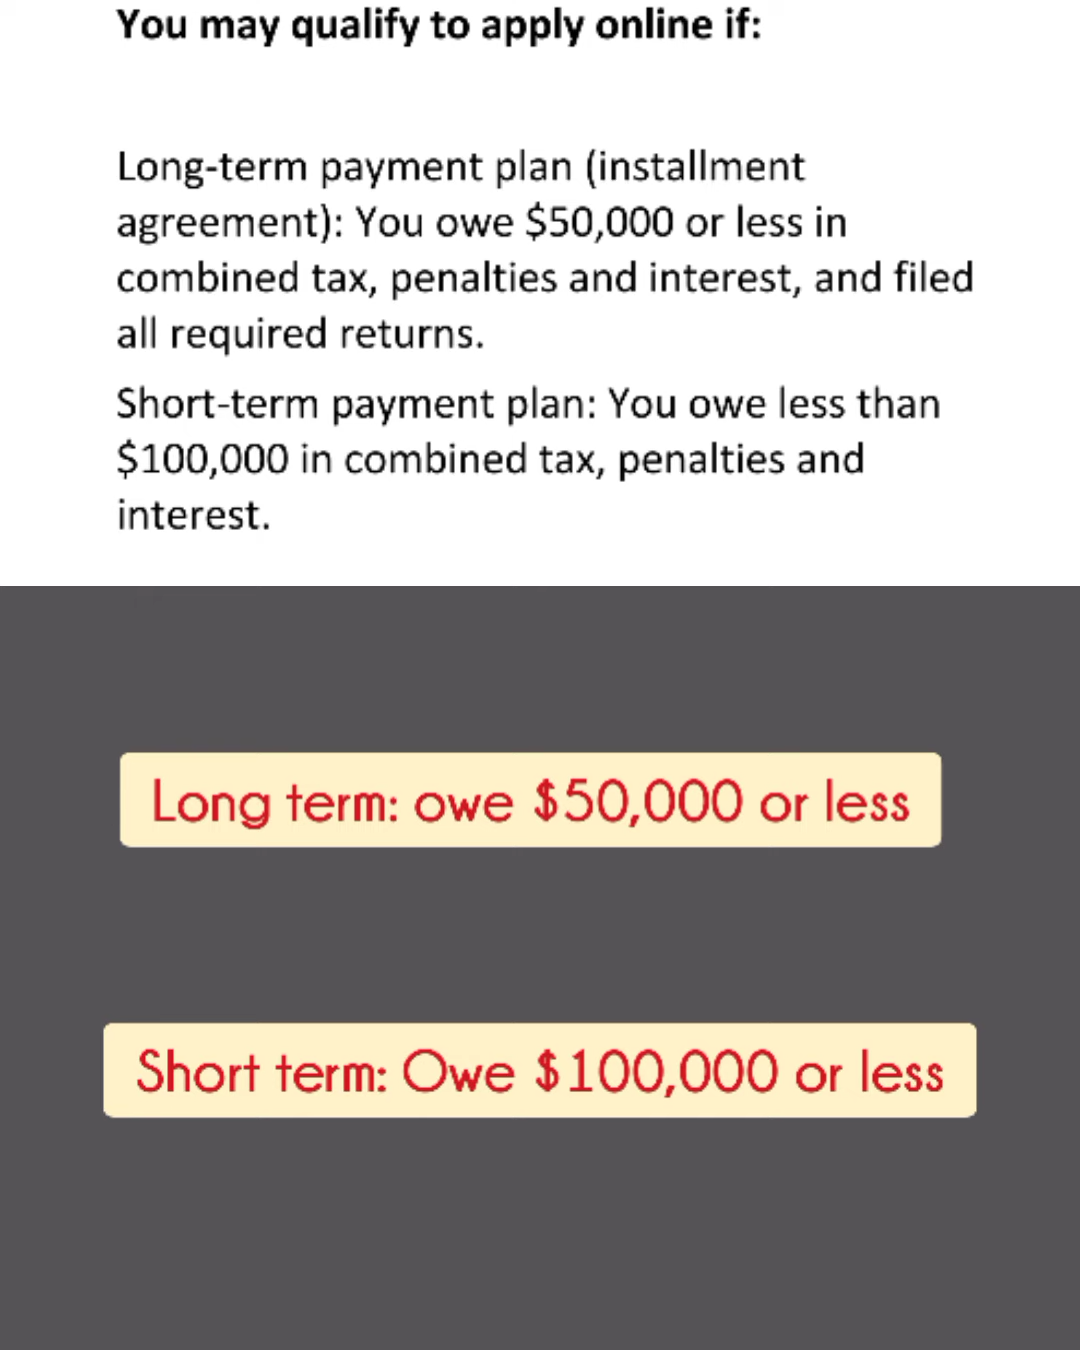 You may qualify to apply online if:
Long-term payment plan (installment
agreement): You owe $50,000 or less in
combined tax, penalties and interest, and filed
all required returns.
Short-term payment plan: You owe less than
$100,000 in combined tax, penalties and
interest.
Long term: owe $50,000 or less
Short term: Owe $100,000 or less